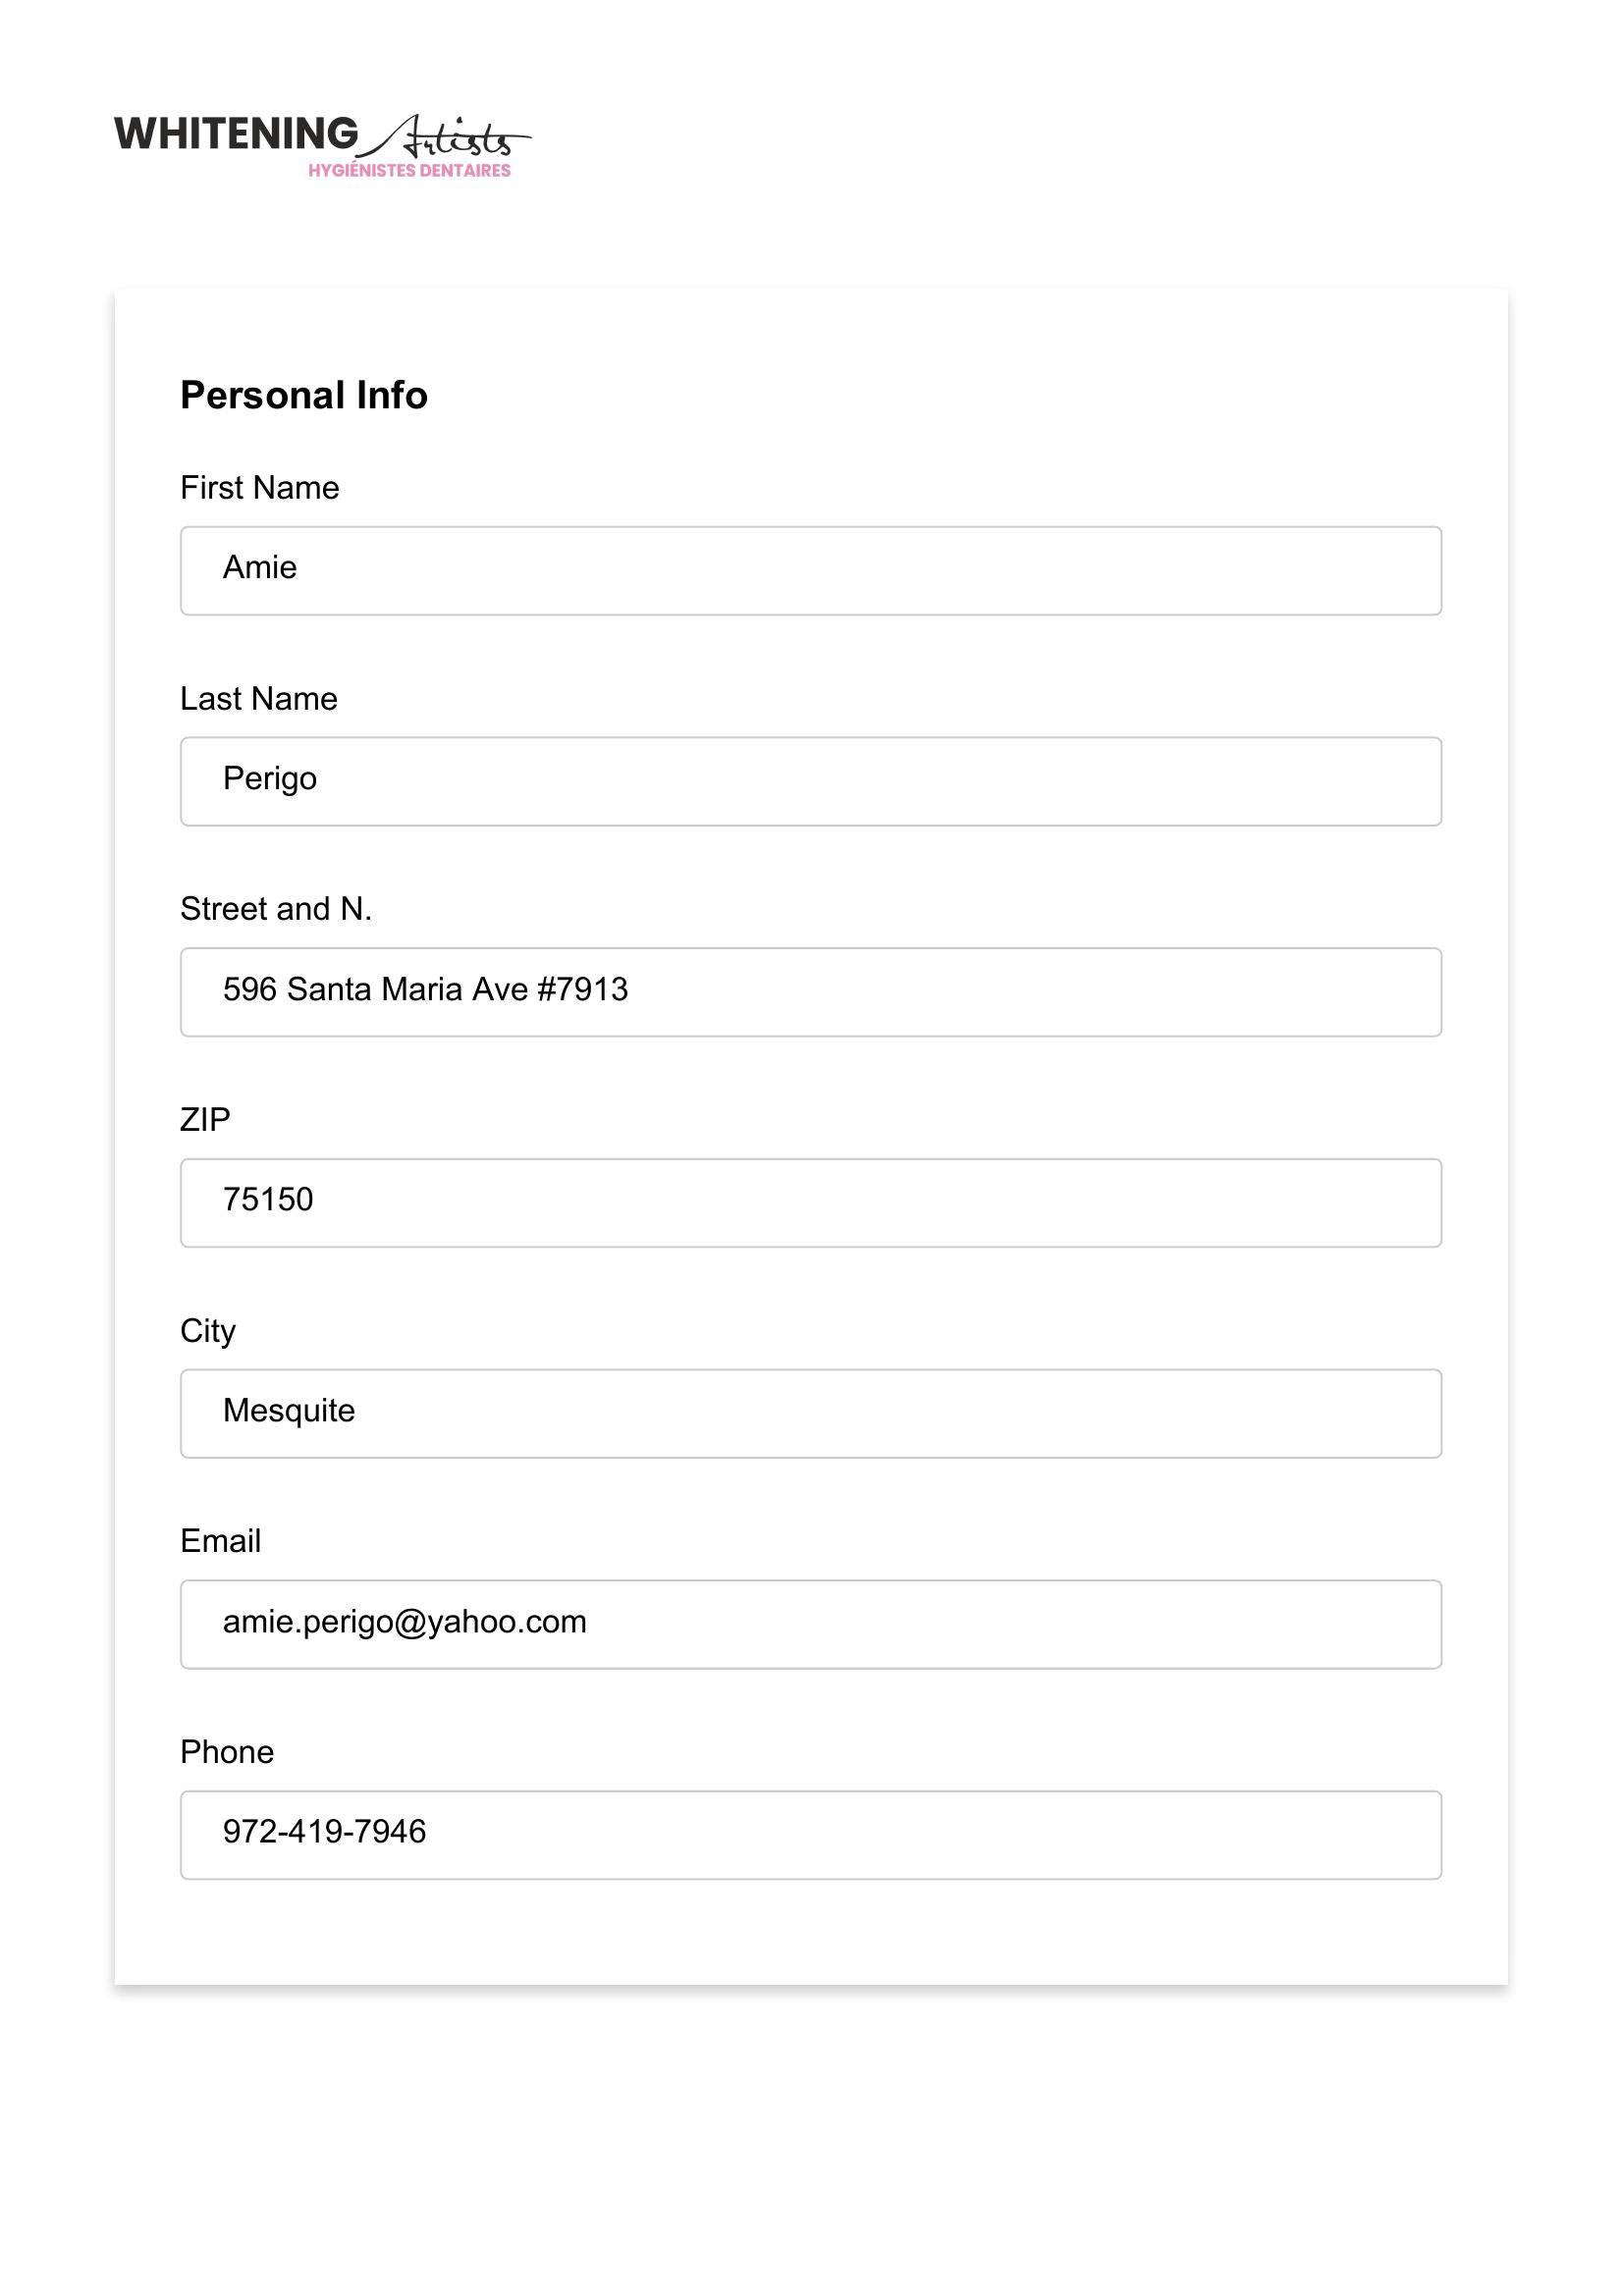 WHITENING Artists
HYGIÉNISTES DENTAIRES
Personal Info
First Name
Amie
Last Name
Perigo
Street and N.
596 Santa Maria Ave #7913
ZIP
75150
City
Mesquite
Email
amie.perigo@yahoo.com
Phone
972-419-7946